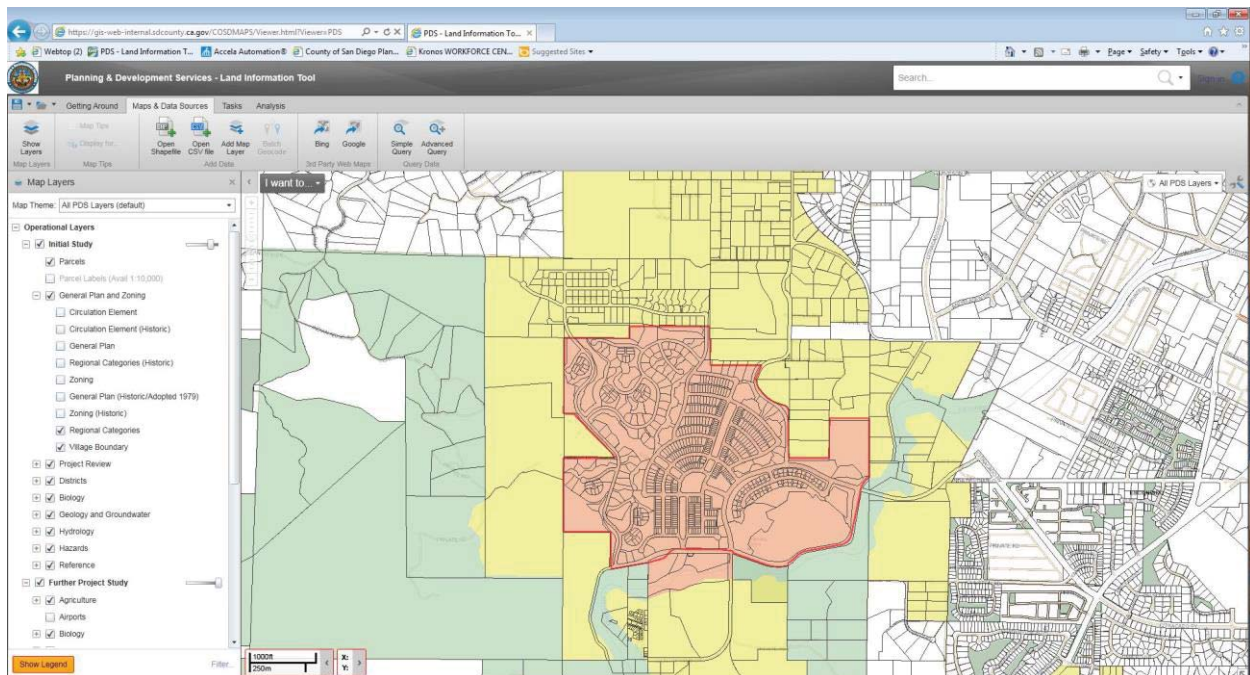 https://gis-web-internal.sdcounty.ca.gov/COSDMAPS/Viewer.html?Viewer=PDS
PDS - Land Information To...
Webtop (2) PDS - Land Information T... Accela Automation® County of San Diego Plan... Kronos WORKFORCE CEN... Suggested Sites
Page Safety Tools
Planning & Development Services - Land Information Tool
Search...
Sign in
Getting Around Maps & Data Sources Tasks Analysis
Show Layers
Map Tips
Display for...
Open Shapefile
Open CSV file
Add Map Layer
Batch Geocode
Bing
Google
Simple Query
Advanced Query
Map Layers Map Tips Add Data 3rd Party Web Maps Query Data
Map Layers
I want to...
All PDS Layers
Map Theme: All PDS Layers (default)
Operational Layers
Initial Study
Parcels
Parcel Labels (Avail 1:10,000)
General Plan and Zoning
Circulation Element
Circulation Element (Historic)
General Plan
Regional Categories (Historic)
Zoning
General Plan (Historic/Adopted 1979)
Zoning (Historic)
Regional Categories
Village Boundary
Project Review
Districts
Biology
Geology and Groundwater
Hydrology
Hazards
Reference
Further Project Study
Agriculture
Airports
Biology
Show Legend
Filter...
1000ft
250m
X:
Y: